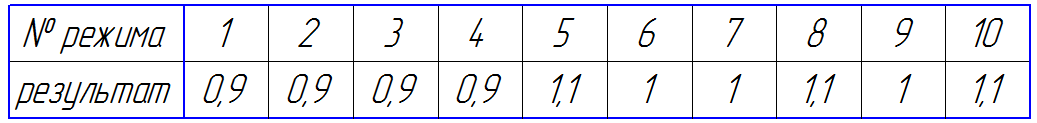 № режима 1 2 3 4 5 6 7 8 9 10
результат 0,9 0,9 0,9 0,9 1,1 1 1 1,1 1 1,1